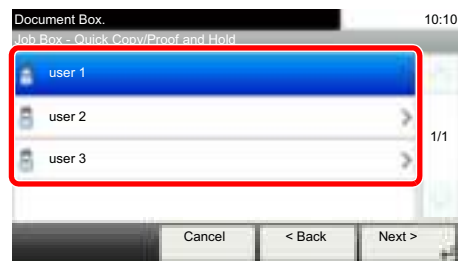 Document Box.
10:10
Job Box - Quick Copy/Proof and Hold
user 1
user 2
1/1
user 3
Cancel
< Back
Next >